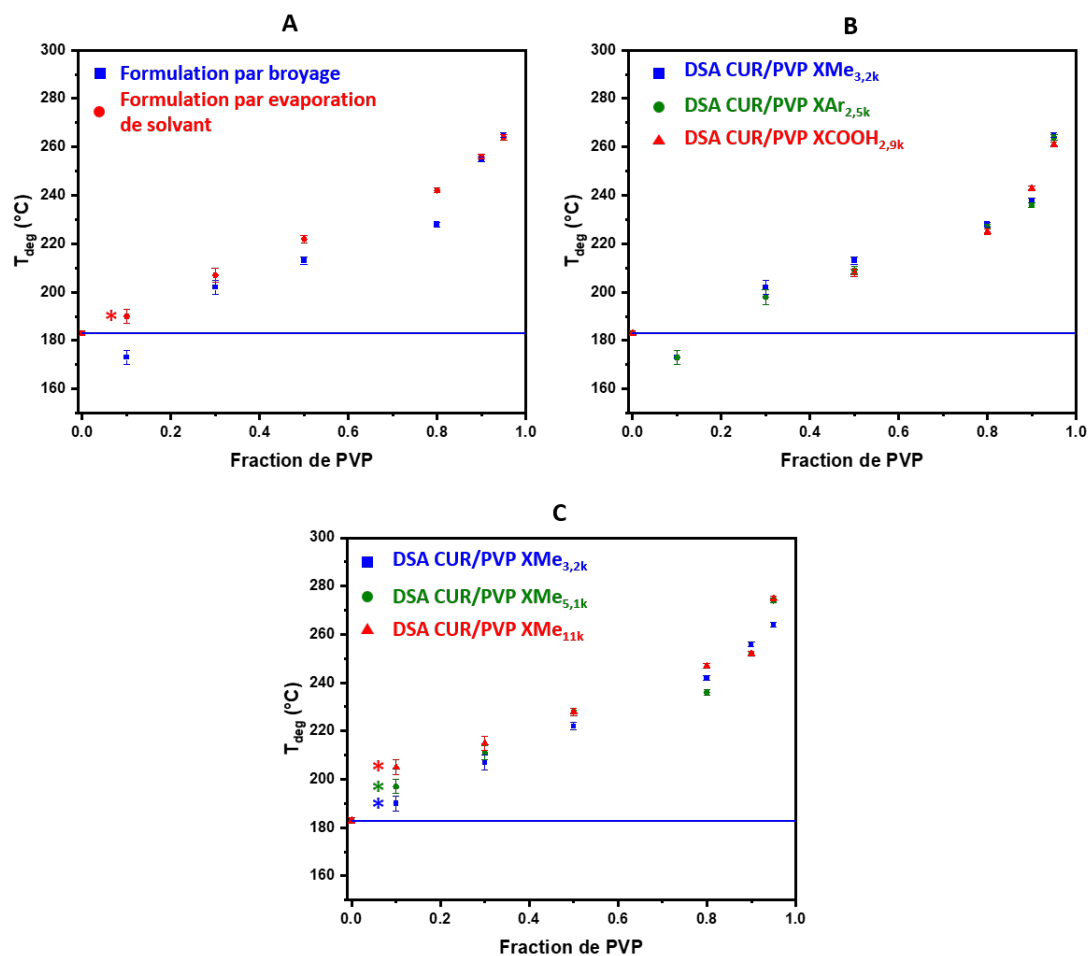 A
300
280
260
240
220
200
180
160
T_deg (°C)
Formulation par broyage
Formulation par evaporation
de solvant
*
0.0 0.2 0.4 0.6 0.8 1.0
Fraction de PVP
B
300
280
260
240
220
200
180
160
T_deg (°C)
DSA CUR/PVP XMe3,2k
DSA CUR/PVP XAr2,5k
DSA CUR/PVP XCOOH2,9k
0.0 0.2 0.4 0.6 0.8 1.0
Fraction de PVP
C
300
280
260
240
220
200
180
160
T_deg (°C)
DSA CUR/PVP XMe3,2k
DSA CUR/PVP XMe5,1k
DSA CUR/PVP XMe11k
*
*
*
0.0 0.2 0.4 0.6 0.8 1.0
Fraction de PVP